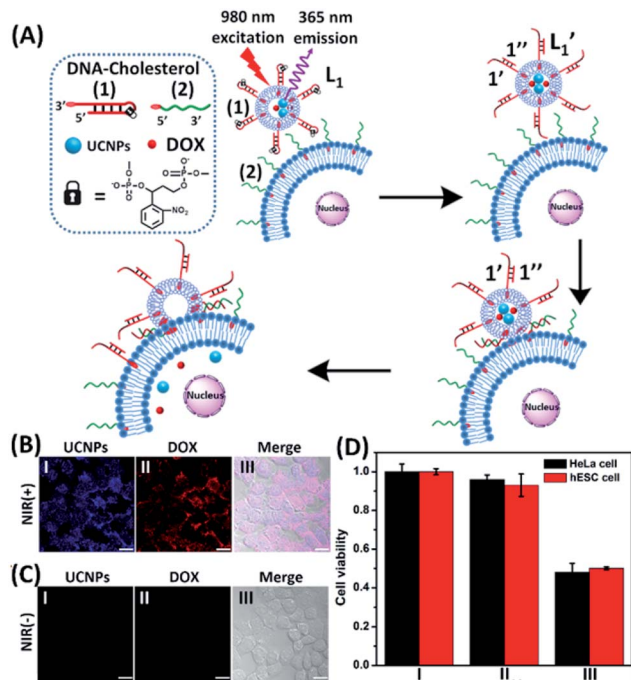 (A)
980 nm
excitation
365 nm
emission
DNA-Cholesterol
(1) (2)
3’ 5’ 5’ 3’
UCNPs DOX
=
⁻O P O O O O P O O⁻ O NO₂
L₁
(1)
(2)
Nucleus
1’’ L₁’
1’
Nucleus
1’ 1’’
Nucleus
Nucleus
(B) UCNPs DOX Merge
NIR(+) I II III
(C) UCNPs DOX Merge
NIR(-) I II III
(D)
HeLa cell
hESC cell
Cell viability
1.0
0.8
0.6
0.4
0.2
0.0
I II III